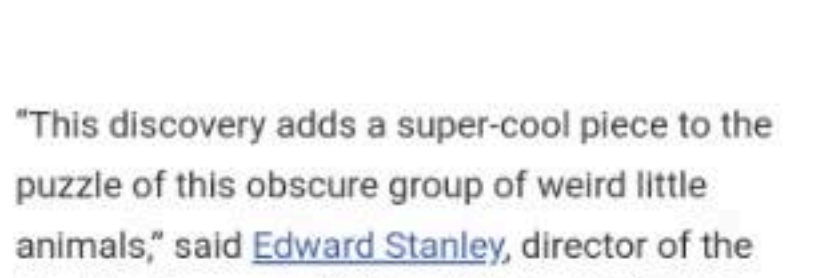 “This discovery adds a super-cool piece to the
puzzle of this obscure group of weird little
animals,” said Edward Stanley, director of the